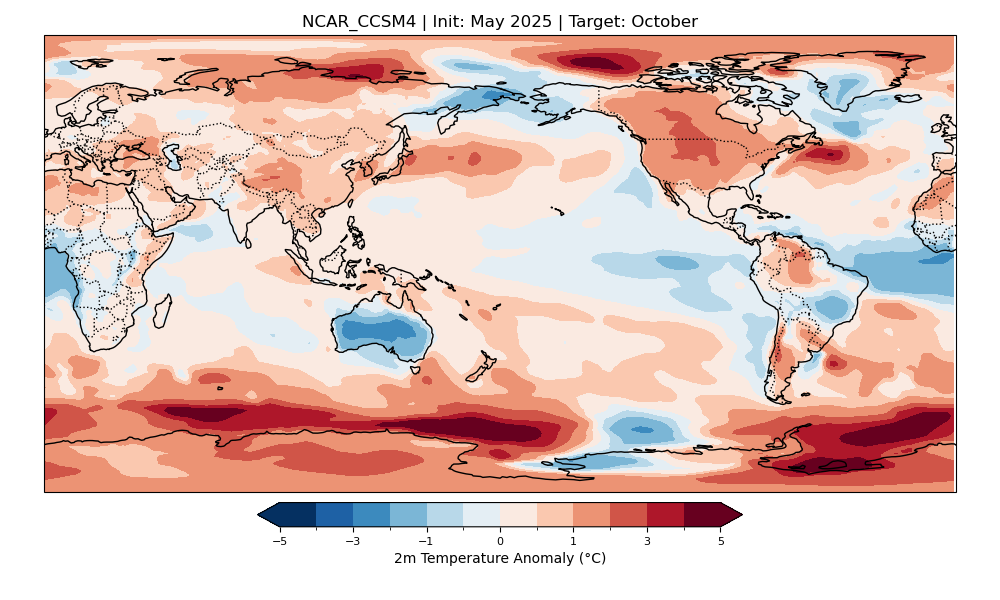 NCAR_CCSM4 | Init: May 2025 | Target: October
−5 −3 −1 0 1 3 5
2m Temperature Anomaly (°C)